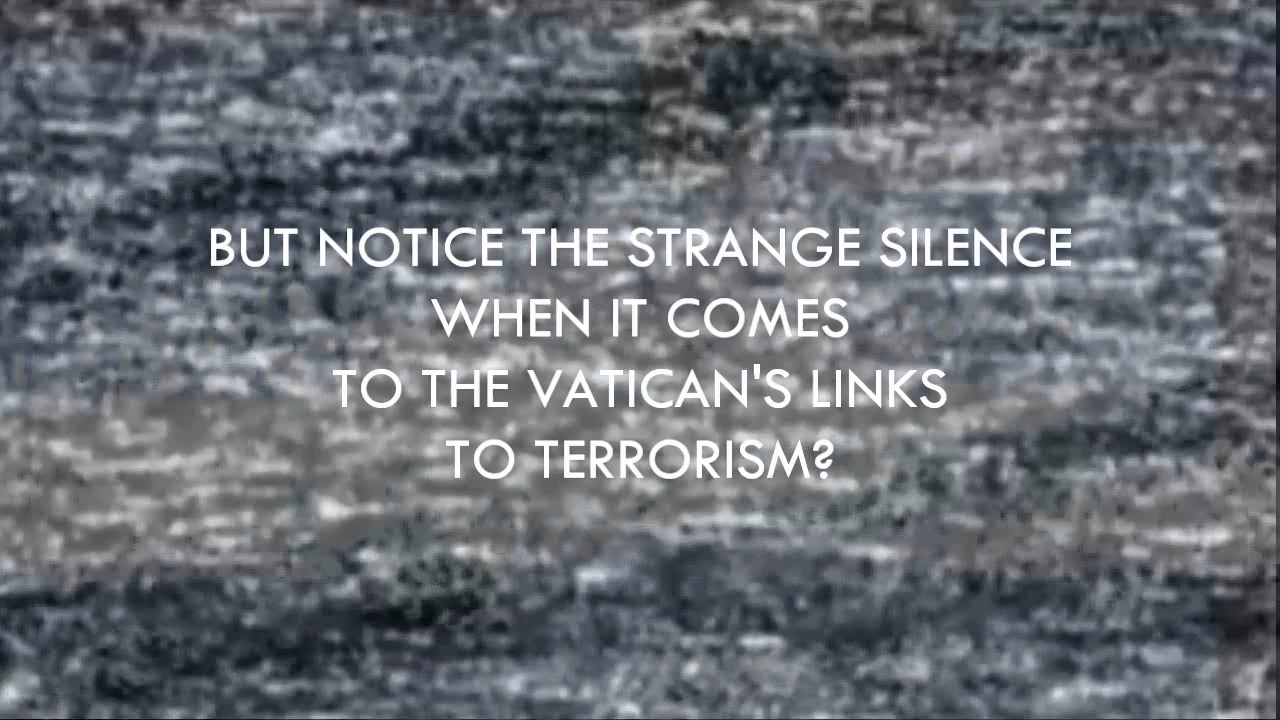 BUT NOTICE THE STRANGE SILENCE
WHEN IT COMES
TO THE VATICAN'S LINKS
TO TERRORISM?